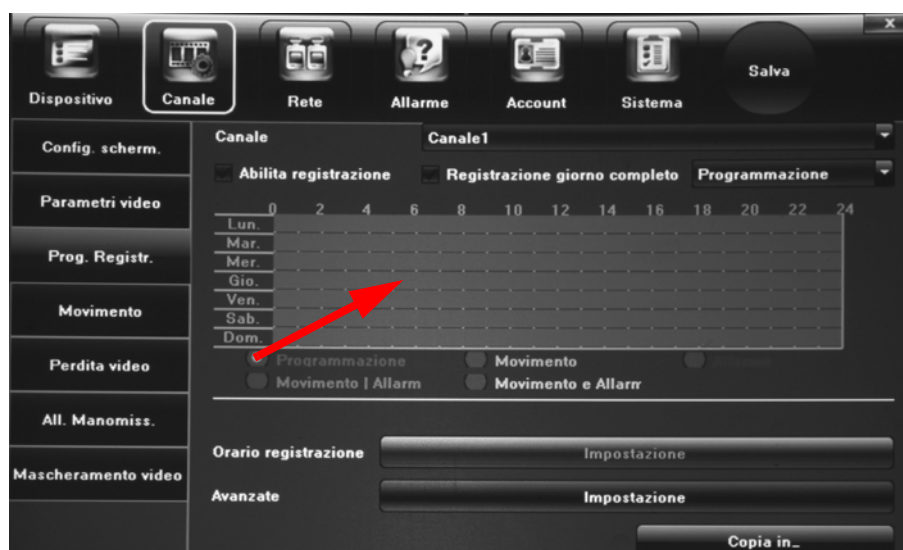 x
Dispositivo Canale Rete Allarme Account Sistema Salva
Config. scherm.
Parametri video
Prog. Registr.
Movimento
Perdita video
All. Manomiss.
Mascheramento video
Canale Canale1
Abilita registrazione Registrazione giorno completo Programmazione
0 2 4 6 8 10 12 14 16 18 20 22 24
Lun.
Mar.
Mer.
Gio.
Ven.
Sab.
Dom.
Programmazione Movimento
Movimento | Allarm Movimento e Allarr
Orario registrazione Impostazione
Avanzate Impostazione
Copia in_